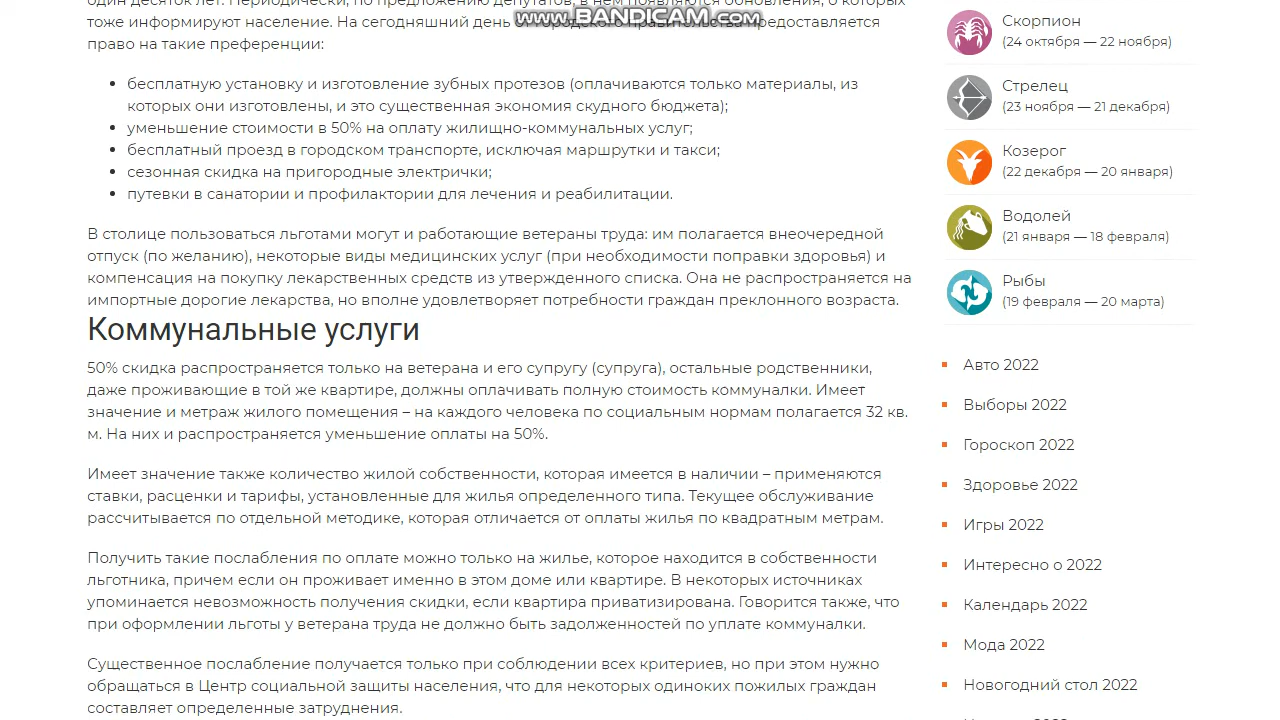 один десяток лет. Периодически, по предложению депутатов, в нем появляются обновления, о которых
www.BANDICAM.com
тоже информируют население. На сегодняшний день от городского правительства предоставляется
право на такие преференции:
бесплатную установку и изготовление зубных протезов (оплачиваются только материалы, из
которых они изготовлены, и это существенная экономия скудного бюджета);
уменьшение стоимости в 50% на оплату жилищно-коммунальных услуг;
бесплатный проезд в городском транспорте, исключая маршрутки и такси;
сезонная скидка на пригородные электрички;
путевки в санатории и профилактории для лечения и реабилитации.
В столице пользоваться льготами могут и работающие ветераны труда: им полагается внеочередной
отпуск (по желанию), некоторые виды медицинских услуг (при необходимости поправки здоровья) и
компенсация на покупку лекарственных средств из утвержденного списка. Она не распространяется на
импортные дорогие лекарства, но вполне удовлетворяет потребности граждан преклонного возраста.
Коммунальные услуги
50% скидка распространяется только на ветерана и его супругу (супруга), остальные родственники,
даже проживающие в той же квартире, должны оплачивать полную стоимость коммуналки. Имеет
значение и метраж жилого помещения – на каждого человека по социальным нормам полагается 32 кв.
м. На них и распространяется уменьшение оплаты на 50%.
Имеет значение также количество жилой собственности, которая имеется в наличии – применяются
ставки, расценки и тарифы, установленные для жилья определенного типа. Текущее обслуживание
рассчитывается по отдельной методике, которая отличается от оплаты жилья по квадратным метрам.
Получить такие послабления по оплате можно только на жилье, которое находится в собственности
льготника, причем если он проживает именно в этом доме или квартире. В некоторых источниках
упоминается невозможность получения скидки, если квартира приватизирована. Говорится также, что
при оформлении льготы у ветерана труда не должно быть задолженностей по уплате коммуналки.
Существенное послабление получается только при соблюдении всех критериев, но при этом нужно
обращаться в Центр социальной защиты населения, что для некоторых одиноких пожилых граждан
составляет определенные затруднения.
Скорпион
(24 октября — 22 ноября)
Стрелец
(23 ноября — 21 декабря)
Козерог
(22 декабря — 20 января)
Водолей
(21 января — 18 февраля)
Рыбы
(19 февраля — 20 марта)
Авто 2022
Выборы 2022
Гороскоп 2022
Здоровье 2022
Игры 2022
Интересно о 2022
Календарь 2022
Мода 2022
Новогодний стол 2022